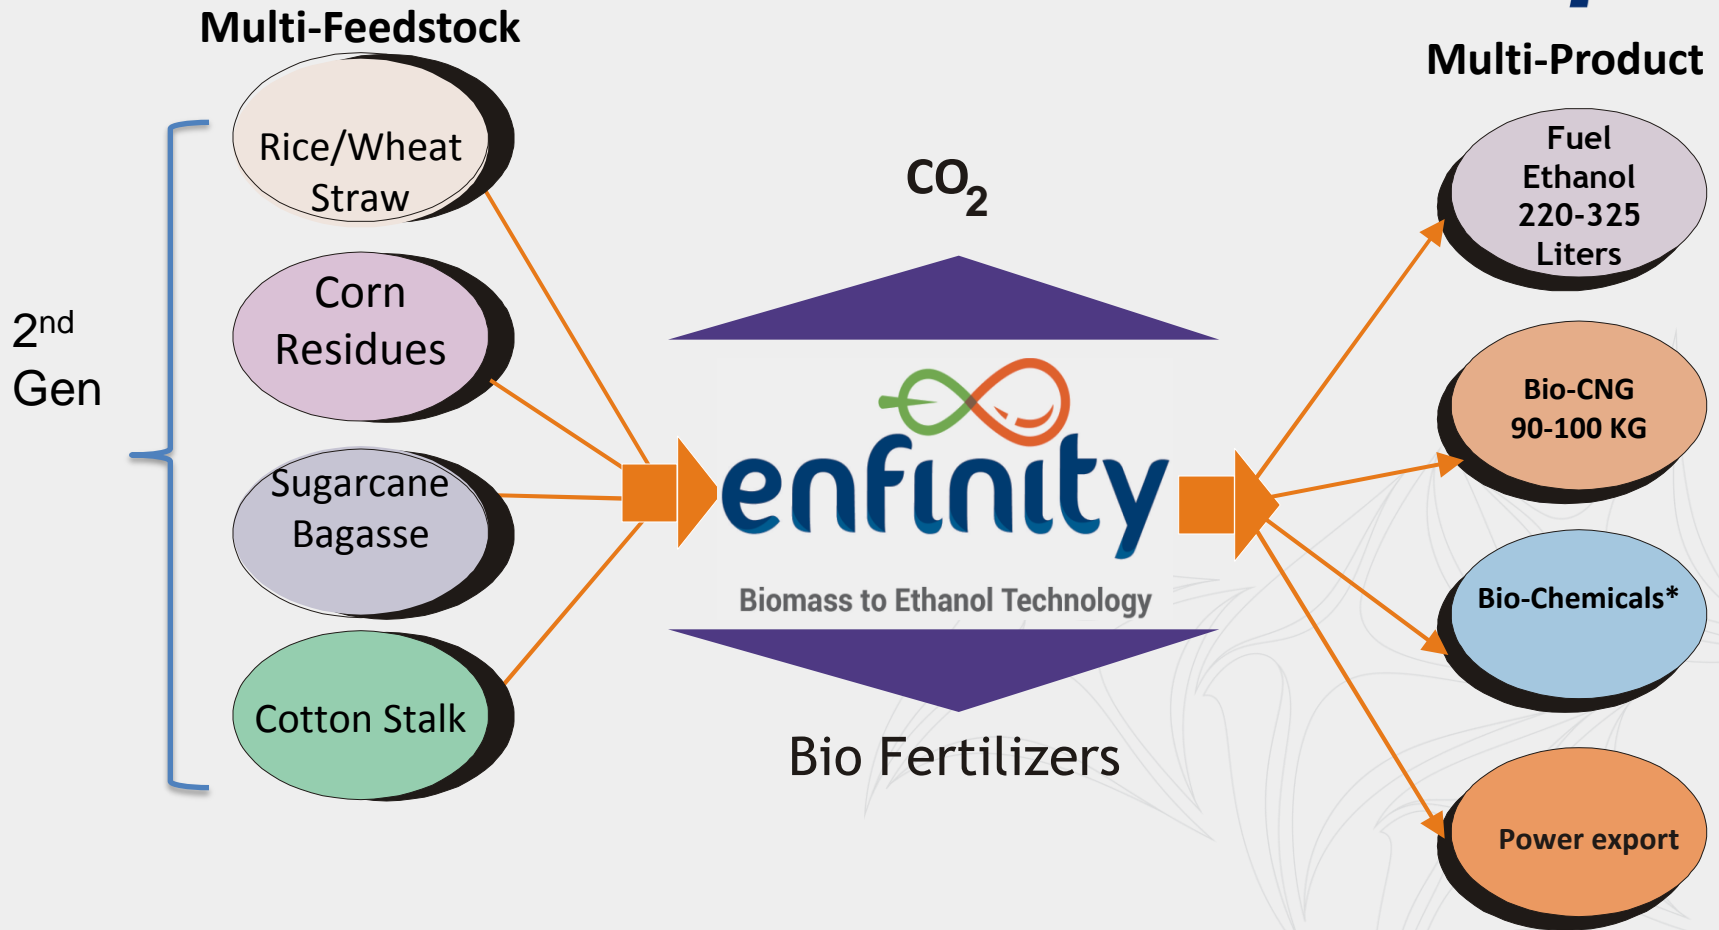 Multi-Feedstock
Rice/Wheat
Straw
Corn
Residues
Sugarcane
Bagasse
Cotton Stalk
2nd
Gen
CO2
enfinity
Biomass to Ethanol Technology
Bio Fertilizers
Multi-Product
Fuel
Ethanol
220-325
Liters
Bio-CNG
90-100 KG
Bio-Chemicals*
Power export